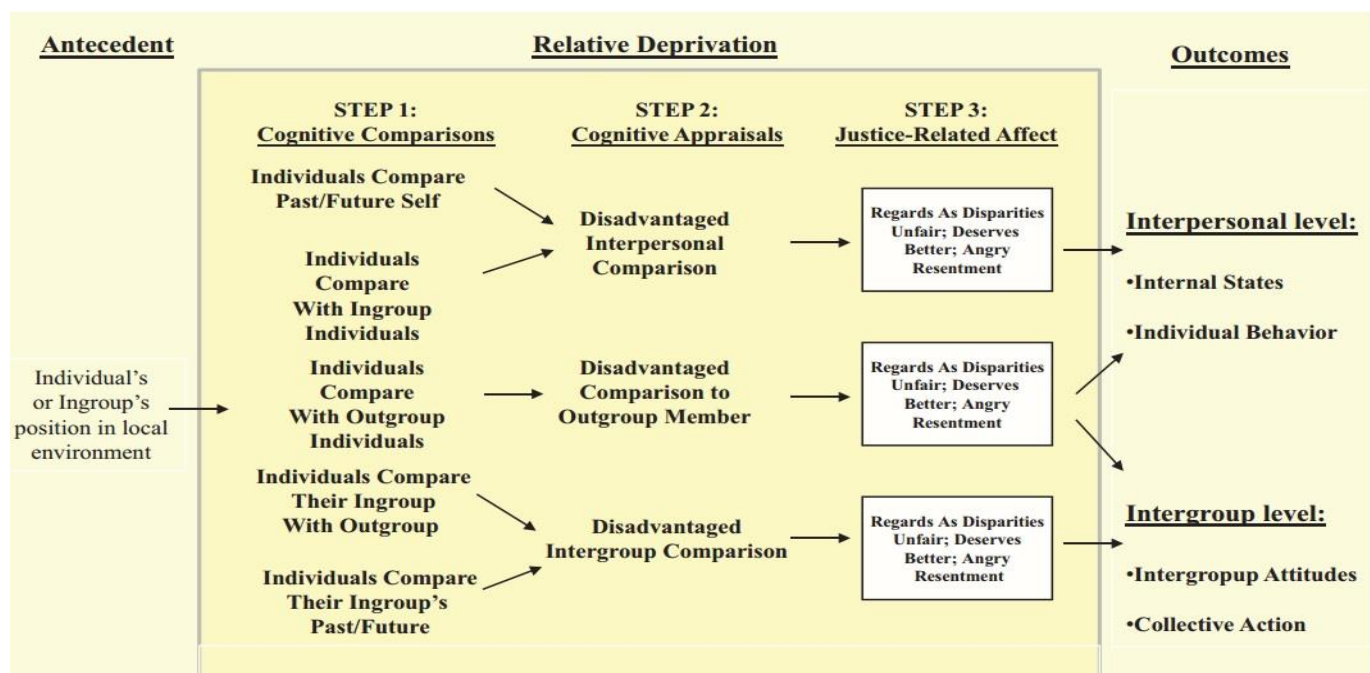 Antecedent
Relative Deprivation
Outcomes
STEP 1:
Cognitive Comparisons
STEP 2:
Cognitive Appraisals
STEP 3:
Justice-Related Affect
Individual's
or Ingroup's
position in local
environment
Individuals Compare
Past/Future Self
Individuals
Compare
With Ingroup
Individuals
Individuals
Compare
With Outgroup
Individuals
Individuals Compare
Their Ingroup
With Outgroup
Individuals Compare
Their Ingroup's
Past/Future
Disadvantaged
Interpersonal
Comparison
Disadvantaged
Comparison to
Outgroup Member
Disadvantaged
Intergroup Comparison
Regards As Disparities
Unfair; Deserves
Better; Angry
Resentment
Regards As Disparities
Unfair; Deserves
Better; Angry
Resentment
Regards As Disparities
Unfair; Deserves
Better; Angry
Resentment
Interpersonal level:
•Internal States
•Individual Behavior
Intergroup level:
•Intergropup Attitudes
•Collective Action